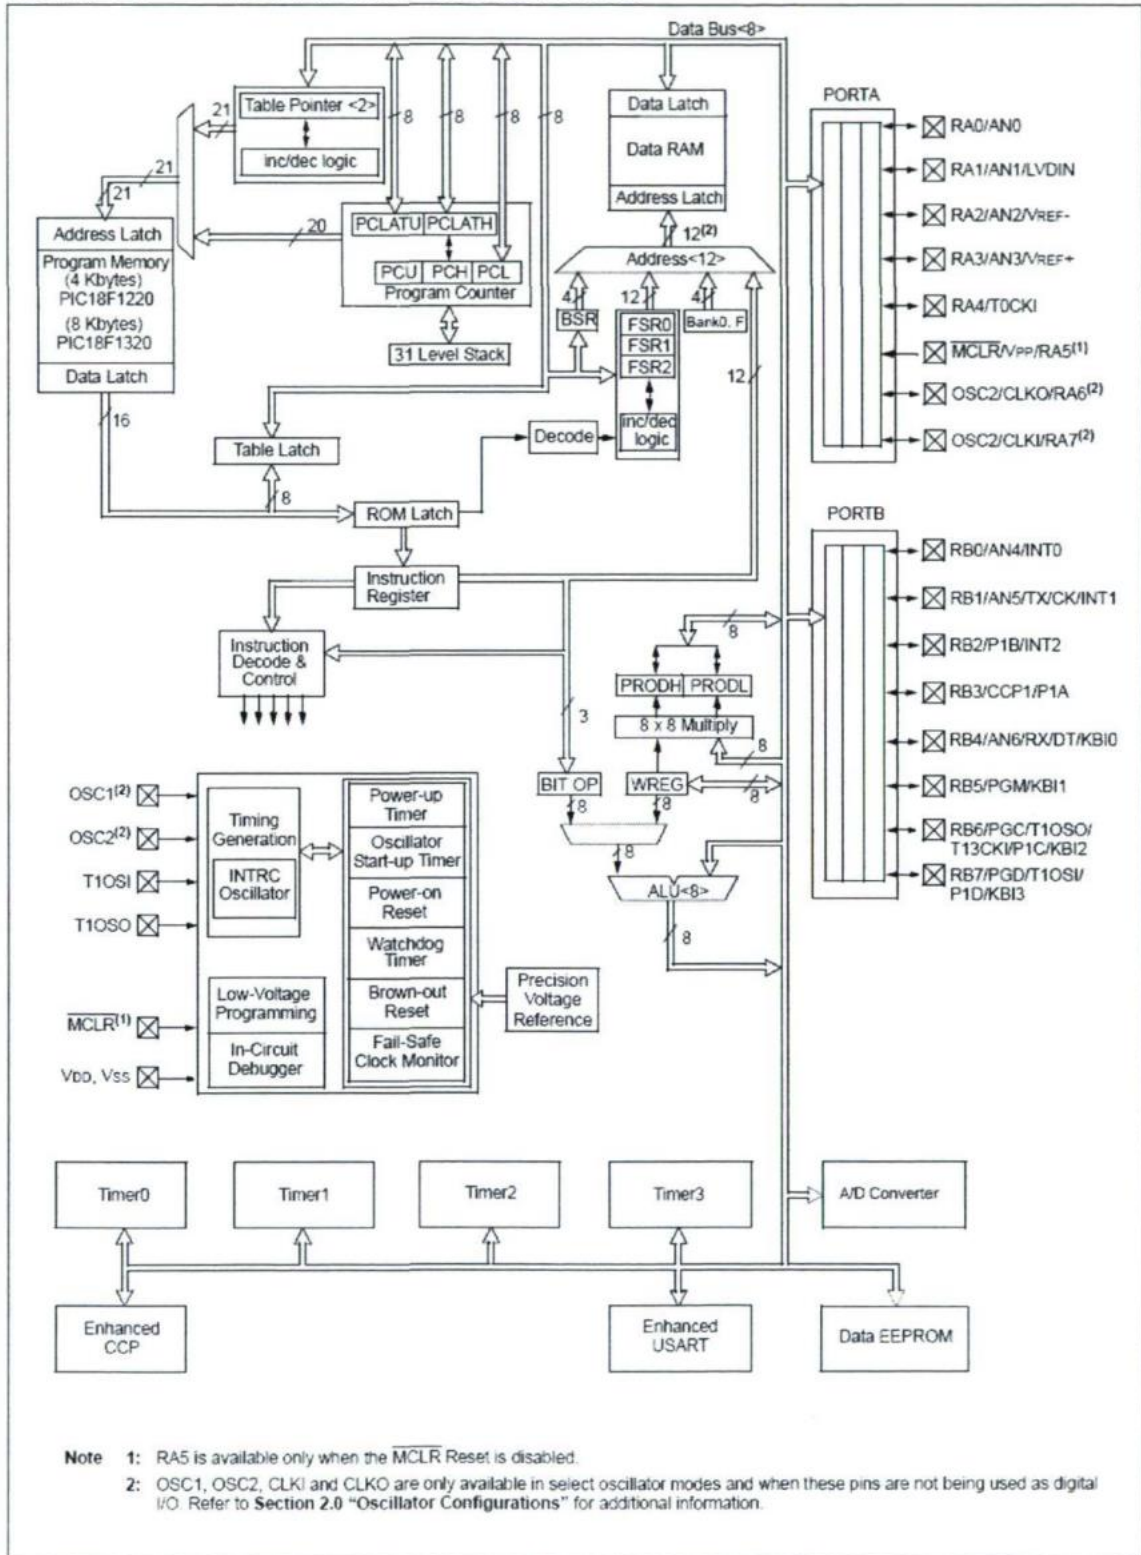 Data Bus<8>
PORTA
Table Pointer <2>
21
8
8
8
8
Data Latch
Data RAM
Address Latch
inc/dec logic
21
21
20
PCLATU PCLATH
PCU PCH PCL
Program Counter
31 Level Stack
Address Latch
Program Memory
(4 Kbytes)
PIC18F1220
(8 Kbytes)
PIC18F1320
Data Latch
16
12(2)
Address<12>
4
12
4
BSR
FSR0
FSR1
FSR2
Bank0, F
inc/dec
logic
12
Decode
Table Latch
8
ROM Latch
Instruction
Register
Instruction
Decode &
Control
RA0/AN0
RA1/AN1/LVDIN
RA2/AN2/VREF-
RA3/AN3/VREF+
RA4/T0CKI
MCLR/VPP/RA5(1)
OSC2/CLKO/RA6(2)
OSC2/CLKI/RA7(2)
PORTB
RB0/AN4/INT0
RB1/AN5/TX/CK/INT1
RB2/P1B/INT2
RB3/CCP1/P1A
RB4/AN6/RX/DT/KBI0
RB5/PGM/KBI1
RB6/PGC/T1OSO/
T13CKI/P1C/KBI2
RB7/PGD/T1OSI/
P1D/KBI3
8
PRODH PRODL
8 x 8 Multiply
3
8
BIT OP
WREG
8
8
8
8
ALU<8>
8
OSC1(2)
OSC2(2)
T1OSI
T1OSO
MCLR(1)
VDD, VSS
Timing
Generation
INTRC
Oscillator
Low-Voltage
Programming
In-Circuit
Debugger
Power-up
Timer
Oscillator
Start-up Timer
Power-on
Reset
Watchdog
Timer
Brown-out
Reset
Fail-Safe
Clock Monitor
Precision
Voltage
Reference
Timer0
Timer1
Timer2
Timer3
A/D Converter
Enhanced
CCP
Enhanced
USART
Data EEPROM
Note 1: RA5 is available only when the MCLR Reset is disabled.
2: OSC1, OSC2, CLKI and CLKO are only available in select oscillator modes and when these pins are not being used as digital
I/O. Refer to Section 2.0 "Oscillator Configurations" for additional information.